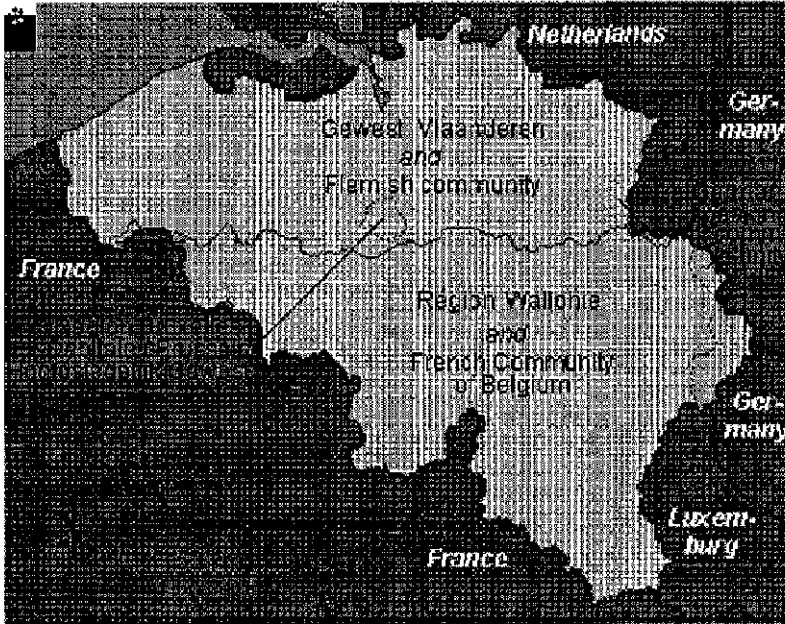 Netherlands
Ger-
many
Gewest Vlaanderen
and
Flemish community
France
Region Wallonie
and
French Community
of Belgium
Ger-
many
Luxem-
burg
France